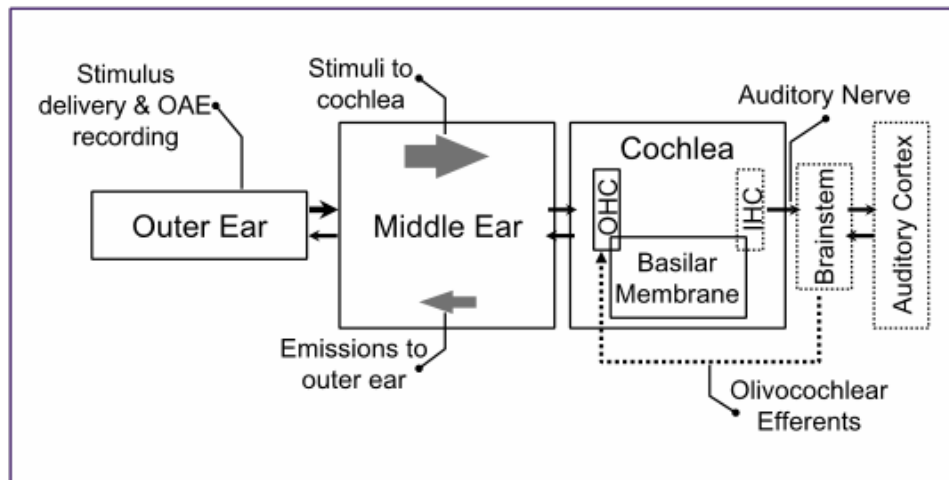 Stimulus
delivery & OAE
recording
Stimuli to
cochlea
Auditory Nerve
Outer Ear
Middle Ear
Cochlea
OHC
IHC
Basilar
Membrane
Brainstem
Auditory Cortex
Emissions to
outer ear
Olivocochlear
Efferents